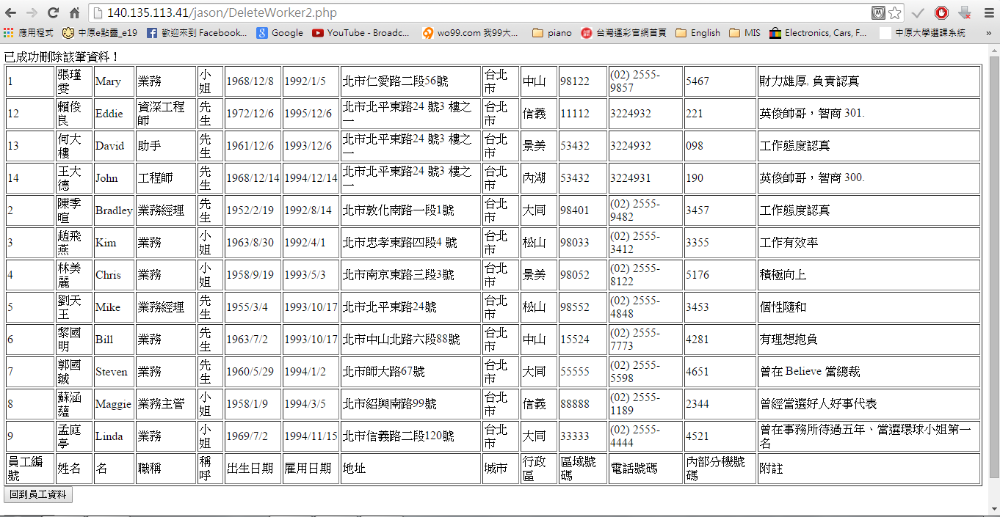 140.135.113.41/jason/DeleteWorker2.php
應用程式 中原e點靈_e19 歡迎來到 Facebook... Google YouTube - Broadc... wo99.com 我99大... piano 台灣運彩官網首頁 English MIS Electronics, Cars, F... 中原大學選課系統 »
已成功刪除該筆資料！
1 張瑾雯 Mary 業務 小姐 1968/12/8 1992/1/5 北市仁愛路二段56號 台北市 中山 98122 (02) 2555-9857 5467 財力雄厚, 負責認真
12 賴俊良 Eddie 資深工程師 先生 1972/12/6 1995/12/6 北市北平東路24 號3 樓之一 台北市 信義 11112 3224932 221 英俊帥哥，智商 301.
13 何大樓 David 助手 先生 1961/12/6 1993/12/6 北市北平東路24 號3 樓之一 台北市 景美 53432 3224932 098 工作態度認真
14 王大德 John 工程師 先生 1968/12/14 1994/12/14 北市北平東路24 號3 樓之一 台北市 內湖 53432 3224931 190 英俊帥哥，智商 300.
2 陳季暄 Bradley 業務經理 先生 1952/2/19 1992/8/14 北市敦化南路一段1號 台北市 大同 98401 (02) 2555-9482 3457 工作態度認真
3 趙飛燕 Kim 業務 小姐 1963/8/30 1992/4/1 北市忠孝東路四段4 號 台北市 松山 98033 (02) 2555-3412 3355 工作有效率
4 林美麗 Chris 業務 小姐 1958/9/19 1993/5/3 北市南京東路三段3號 台北市 景美 98052 (02) 2555-8122 5176 積極向上
5 劉天王 Mike 業務經理 先生 1955/3/4 1993/10/17 北市北平東路24號 台北市 松山 98552 (02) 2555-4848 3453 個性隨和
6 黎國明 Bill 業務 先生 1963/7/2 1993/10/17 北市中山北路六段88號 台北市 中山 15524 (02) 2555-7773 4281 有理想抱負
7 郭國𨧀 Steven 業務 先生 1960/5/29 1994/1/2 北市師大路67號 台北市 大同 55555 (02) 2555-5598 4651 曾在 Believe 當總裁
8 蘇涵蘊 Maggie 業務主管 小姐 1958/1/9 1994/3/5 北市紹興南路99號 台北市 信義 88888 (02) 2555-1189 2344 曾經當選好人好事代表
9 孟庭亭 Linda 業務 小姐 1969/7/2 1994/11/15 北市信義路二段120號 台北市 大同 33333 (02) 2555-4444 4521 曾在事務所待過五年、當選環球小姐第一名
員工編號 姓名 名 職稱 稱呼 出生日期 雇用日期 地址 城市 行政區 區域號碼 電話號碼 內部分機號碼 附註
回到員工資料